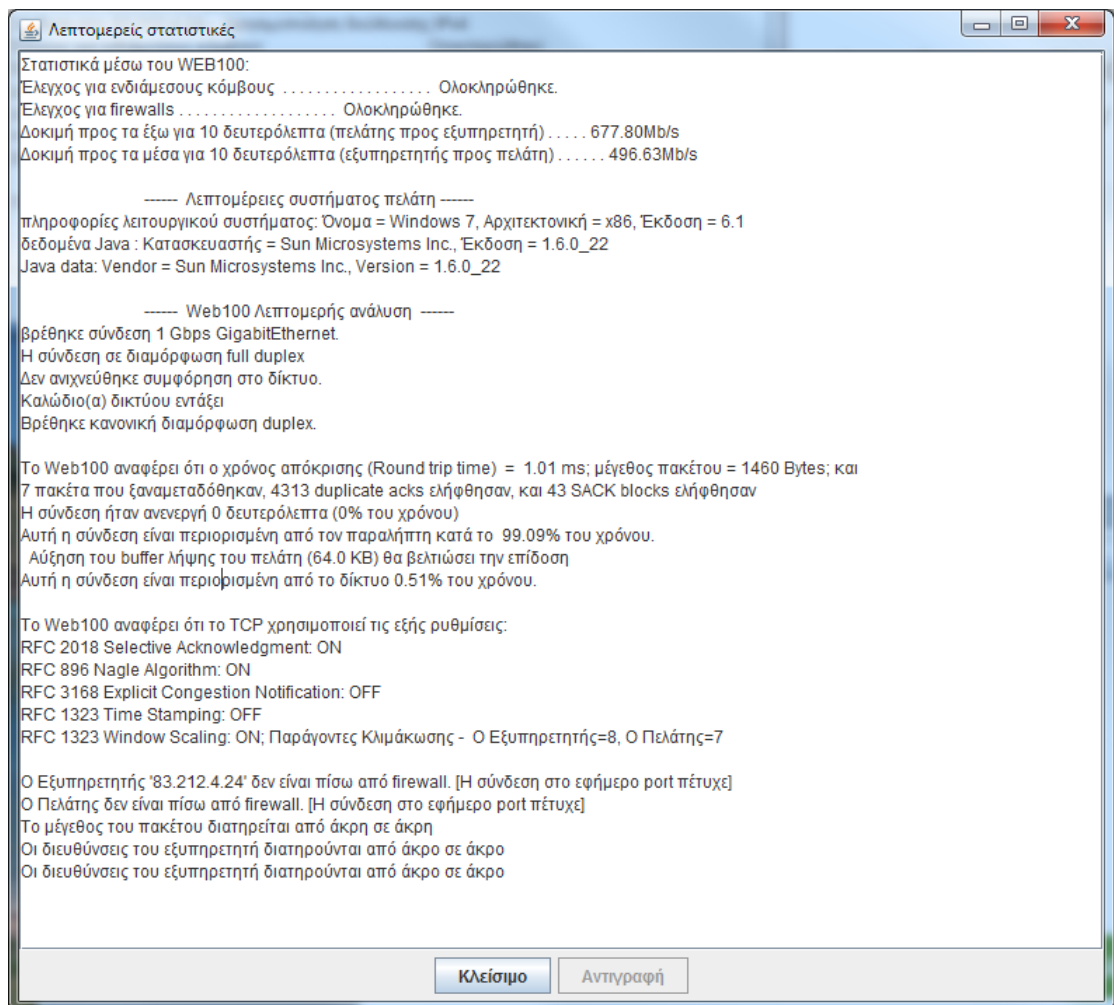 Λεπτομερείς στατιστικές
Στατιστικά μέσω του WEB100:
Έλεγχος για ενδιάμεσους κόμβους . . . . . . . . . . . . . . . . . . Ολοκληρώθηκε.
Έλεγχος για firewalls . . . . . . . . . . . . . . . . . . . Ολοκληρώθηκε.
Δοκιμή προς τα έξω για 10 δευτερόλεπτα (πελάτης προς εξυπηρετητή) . . . . . 677.80Mb/s
Δοκιμή προς τα μέσα για 10 δευτερόλεπτα (εξυπηρετητής προς πελάτη) . . . . . . 496.63Mb/s
------ Λεπτομέρειες συστήματος πελάτη ------
πληροφορίες λειτουργικού συστήματος: Όνομα = Windows 7, Αρχιτεκτονική = x86, Έκδοση = 6.1
δεδομένα Java : Κατασκευαστής = Sun Microsystems Inc., Έκδοση = 1.6.0_22
Java data: Vendor = Sun Microsystems Inc., Version = 1.6.0_22
------ Web100 Λεπτομερής ανάλυση ------
βρέθηκε σύνδεση 1 Gbps GigabitEthernet.
Η σύνδεση σε διαμόρφωση full duplex
Δεν ανιχνεύθηκε συμφόρηση στο δίκτυο.
Καλώδιο(α) δικτύου εντάξει
Βρέθηκε κανονική διαμόρφωση duplex.
Το Web100 αναφέρει ότι ο χρόνος απόκρισης (Round trip time) = 1.01 ms; μέγεθος πακέτου = 1460 Bytes; και
7 πακέτα που ξαναμεταδόθηκαν, 4313 duplicate acks ελήφθησαν, και 43 SACK blocks ελήφθησαν
Η σύνδεση ήταν ανενεργή 0 δευτερόλεπτα (0% του χρόνου)
Αυτή η σύνδεση είναι περιορισμένη από τον παραλήπτη κατά το 99.09% του χρόνου.
Αύξηση του buffer λήψης του πελάτη (64.0 KB) θα βελτιώσει την επίδοση
Αυτή η σύνδεση είναι περιορισμένη από το δίκτυο 0.51% του χρόνου.
Το Web100 αναφέρει ότι το TCP χρησιμοποιεί τις εξής ρυθμίσεις:
RFC 2018 Selective Acknowledgment: ON
RFC 896 Nagle Algorithm: ON
RFC 3168 Explicit Congestion Notification: OFF
RFC 1323 Time Stamping: OFF
RFC 1323 Window Scaling: ON; Παράγοντες Κλιμάκωσης - Ο Εξυπηρετητής=8, Ο Πελάτης=7
Ο Εξυπηρετητής '83.212.4.24' δεν είναι πίσω από firewall. [Η σύνδεση στο εφήμερο port πέτυχε]
Ο Πελάτης δεν είναι πίσω από firewall. [Η σύνδεση στο εφήμερο port πέτυχε]
Το μέγεθος του πακέτου διατηρείται από άκρη σε άκρη
Οι διευθύνσεις του εξυπηρετητή διατηρούνται από άκρο σε άκρο
Οι διευθύνσεις του εξυπηρετητή διατηρούνται από άκρο σε άκρο
Κλείσιμο
Αντιγραφή